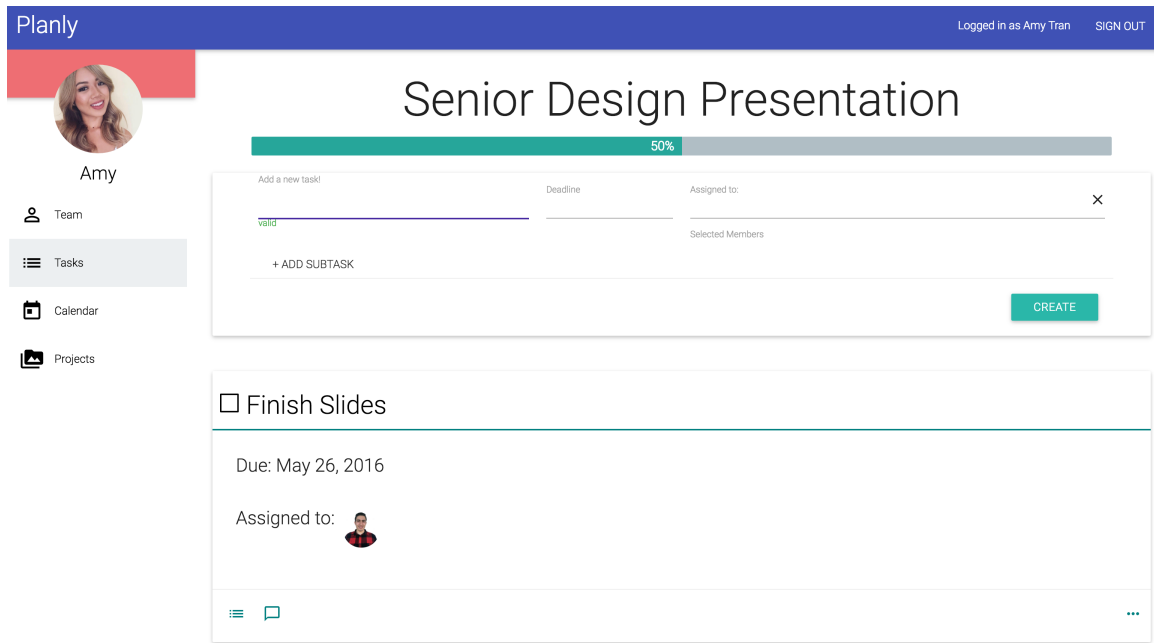 Planly
Logged in as Amy Tran SIGN OUT
Amy
Team
Tasks
Calendar
Projects
Senior Design Presentation
50%
Add a new task!
Deadline
Assigned to:
valid
Selected Members
+ ADD SUBTASK
CREATE
Finish Slides
Due: May 26, 2016
Assigned to: